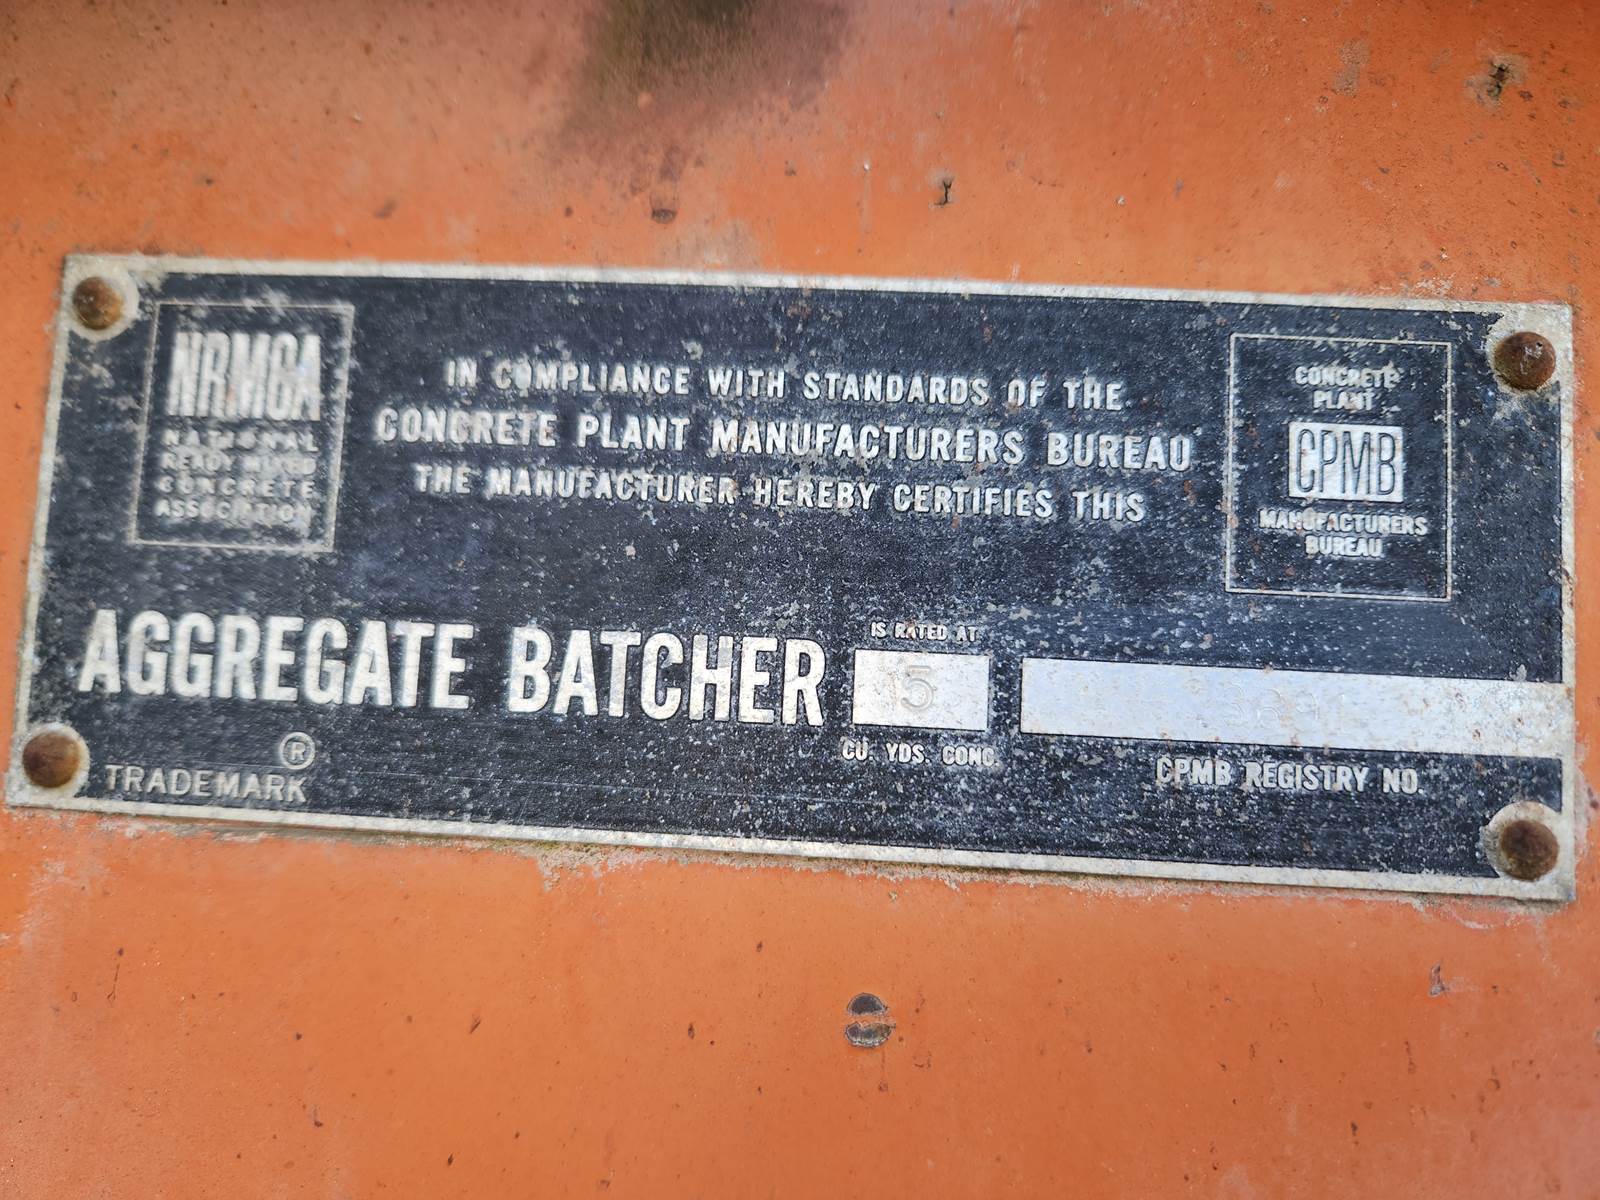 NRMCA
NATIONAL
READY MIXED
CONCRETE
ASSOCIATION
IN COMPLIANCE WITH STANDARDS OF THE
CONCRETE PLANT MANUFACTURERS BUREAU
THE MANUFACTURER HEREBY CERTIFIES THIS
CONCRETE
PLANT
CPMB
MANUFACTURERS
BUREAU
AGGREGATE BATCHER
IS RATED AT
5
CU. YDS. CONC.
CPMB REGISTRY NO.
®
TRADEMARK